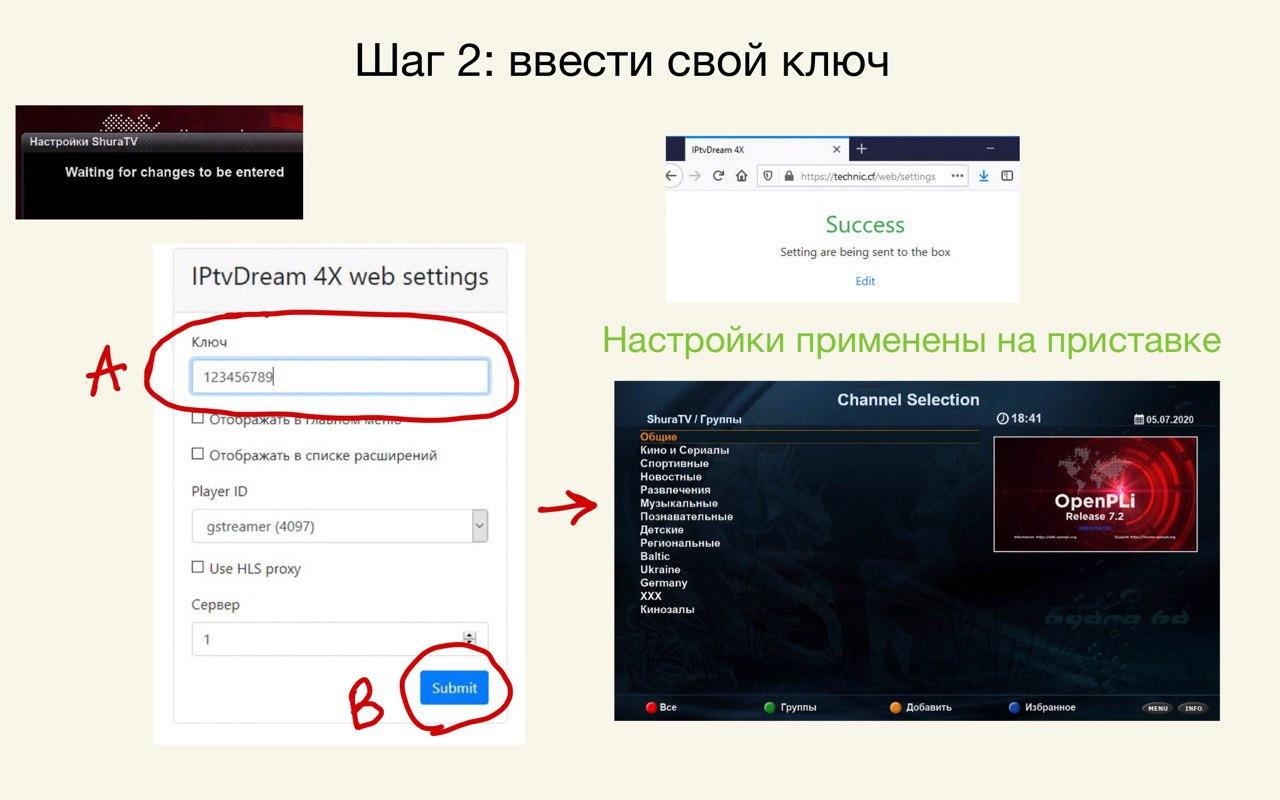 Шаг 2: ввести свой ключ
Настройки ShuraTV
Waiting for changes to be entered
IPtvDream 4X web settings
A
Ключ
123456789
Отображать в главном меню
Отображать в списке расширений
Player ID
gstreamer (4097)
Use HLS proxy
Сервер
1
B
Submit
IPtvDream 4X
https://technic.cf/web/settings
Success
Setting are being sent to the box
Edit
Настройки применены на приставке
Channel Selection
ShuraTV / Группы
18:41
05.07.2020
Общие
Кино и Сериалы
Спортивные
Новостные
Развлечения
Музыкальные
Познавательные
Детские
Региональные
Baltic
Ukraine
Germany
XXX
Кинозалы
OpenPLi
Release 7.2
hydra hd
Все
Группы
Добавить
Избранное
MENU
INFO